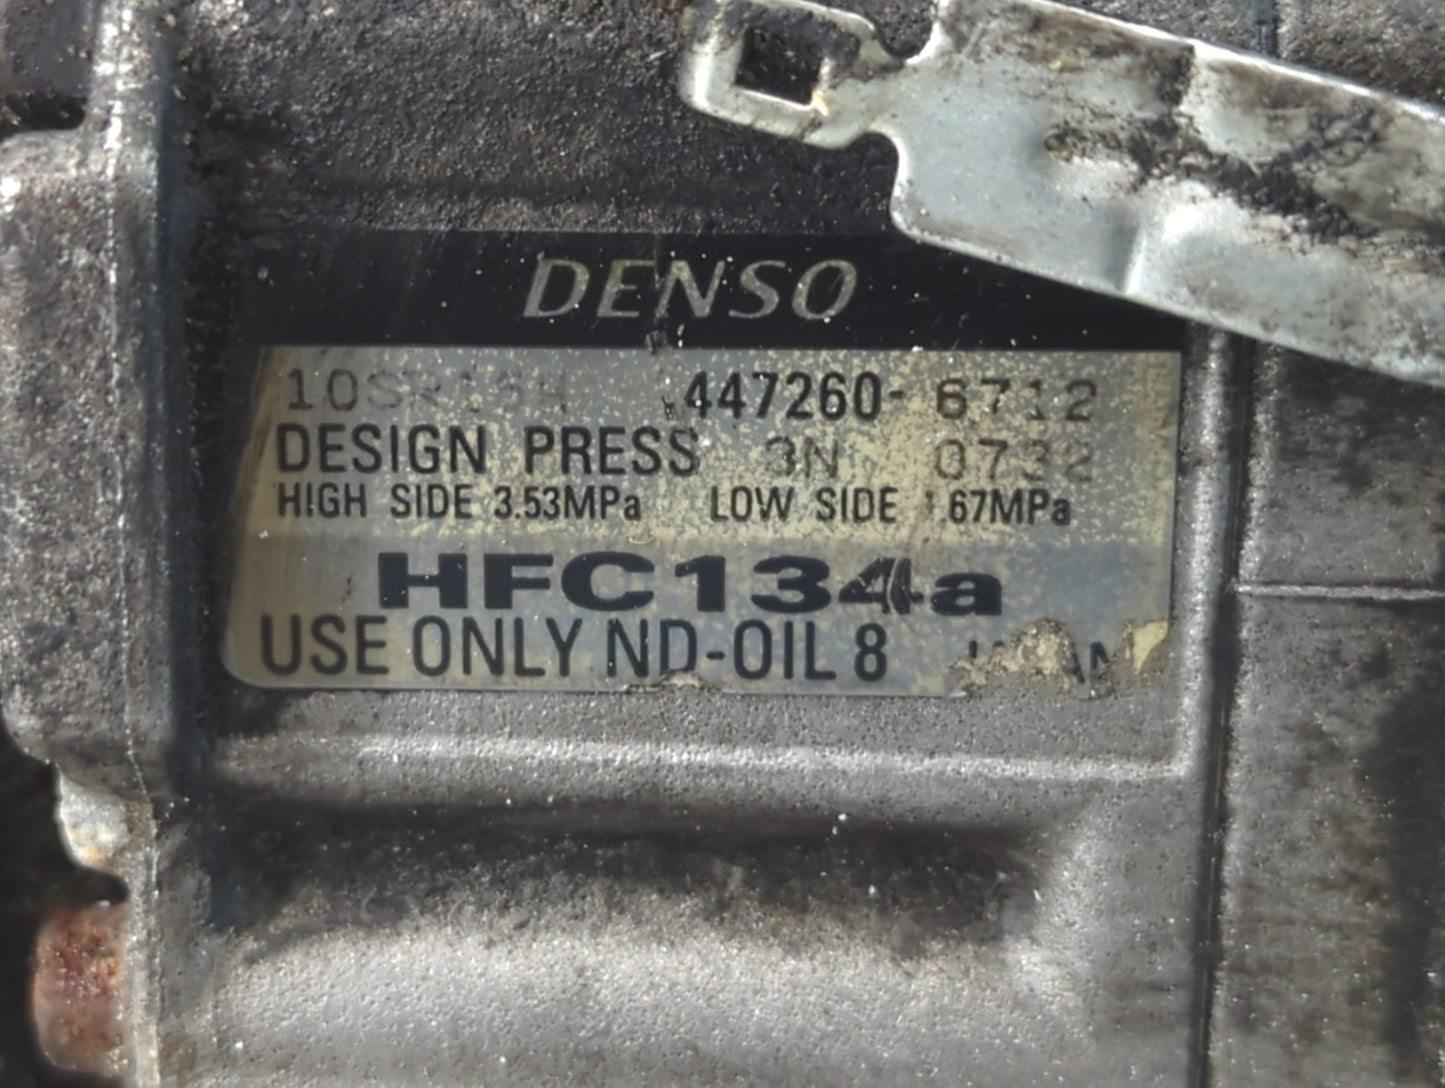 DENSO
447260- 6712
DESIGN PRESS 3N 0732
HIGH SIDE 3.53MPa LOW SIDE 1.67MPa
HFC134a
USE ONLY ND-OIL 8 JAPAN